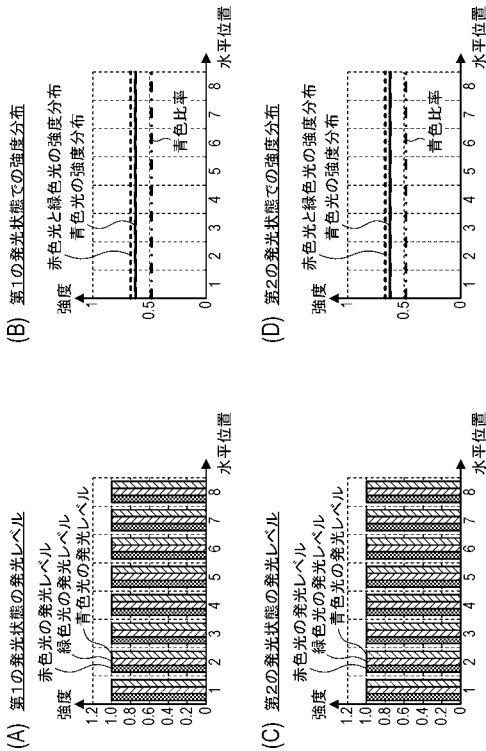 (A) 第1の発光状態の発光レベル
赤色光の発光レベル
緑色光の発光レベル
青色光の発光レベル
強度
1.2
1.0
0.8
0.6
0.4
0.2
0
1 2 3 4 5 6 7 8
水平位置
(B) 第1の発光状態での強度分布
赤色光と緑色光の強度分布
青色光の強度分布
強度
1
0.5
0
青色比率
1 2 3 4 5 6 7 8
水平位置
(C) 第2の発光状態の発光レベル
赤色光の発光レベル
緑色光の発光レベル
青色光の発光レベル
強度
1.2
1.0
0.8
0.6
0.4
0.2
0
1 2 3 4 5 6 7 8
水平位置
(D) 第2の発光状態での強度分布
赤色光と緑色光の強度分布
青色光の強度分布
強度
1
0.5
0
青色比率
1 2 3 4 5 6 7 8
水平位置